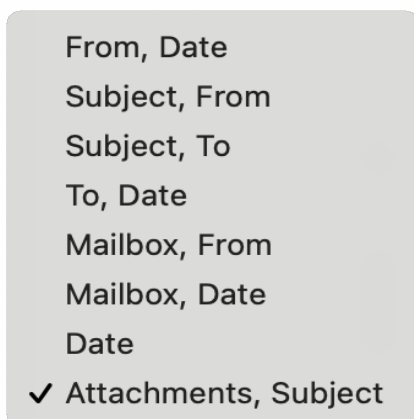 From, Date
Subject, From
Subject, To
To, Date
Mailbox, From
Mailbox, Date
Date
✓ Attachments, Subject